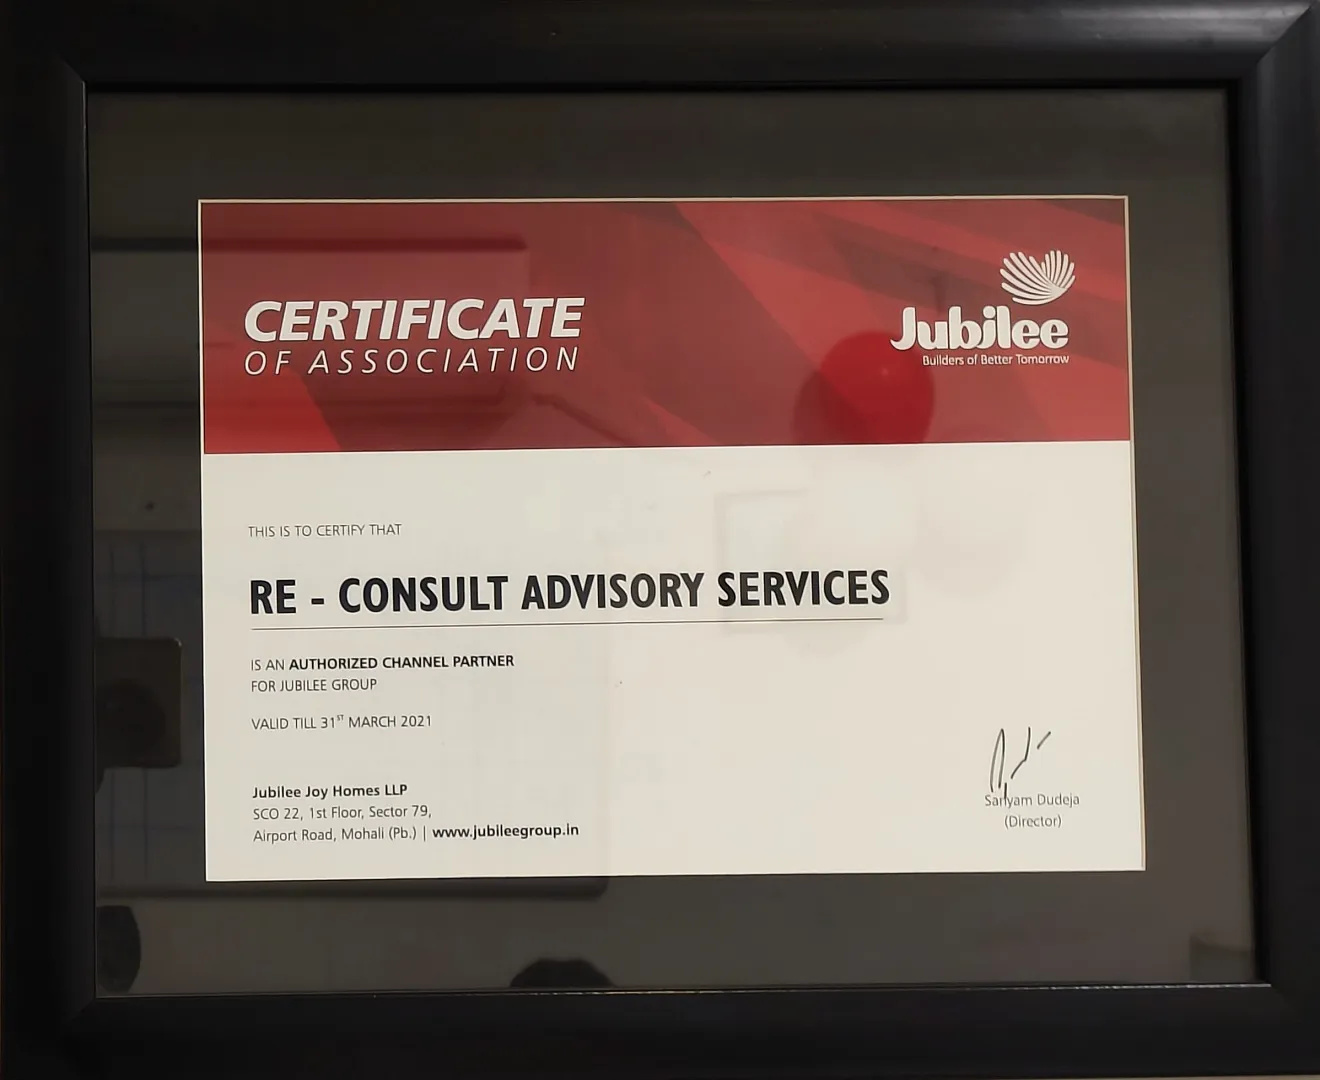 CERTIFICATE
OF ASSOCIATION
Jubilee
Builders of Better Tomorrow
THIS IS TO CERTIFY THAT
RE - CONSULT ADVISORY SERVICES
IS AN AUTHORIZED CHANNEL PARTNER
FOR JUBILEE GROUP
VALID TILL 31ST MARCH 2021
Jubilee Joy Homes LLP
SCO 22, 1st Floor, Sector 79,
Airport Road, Mohali (Pb.) | www.jubileegroup.in
Sanyam Dudeja
(Director)